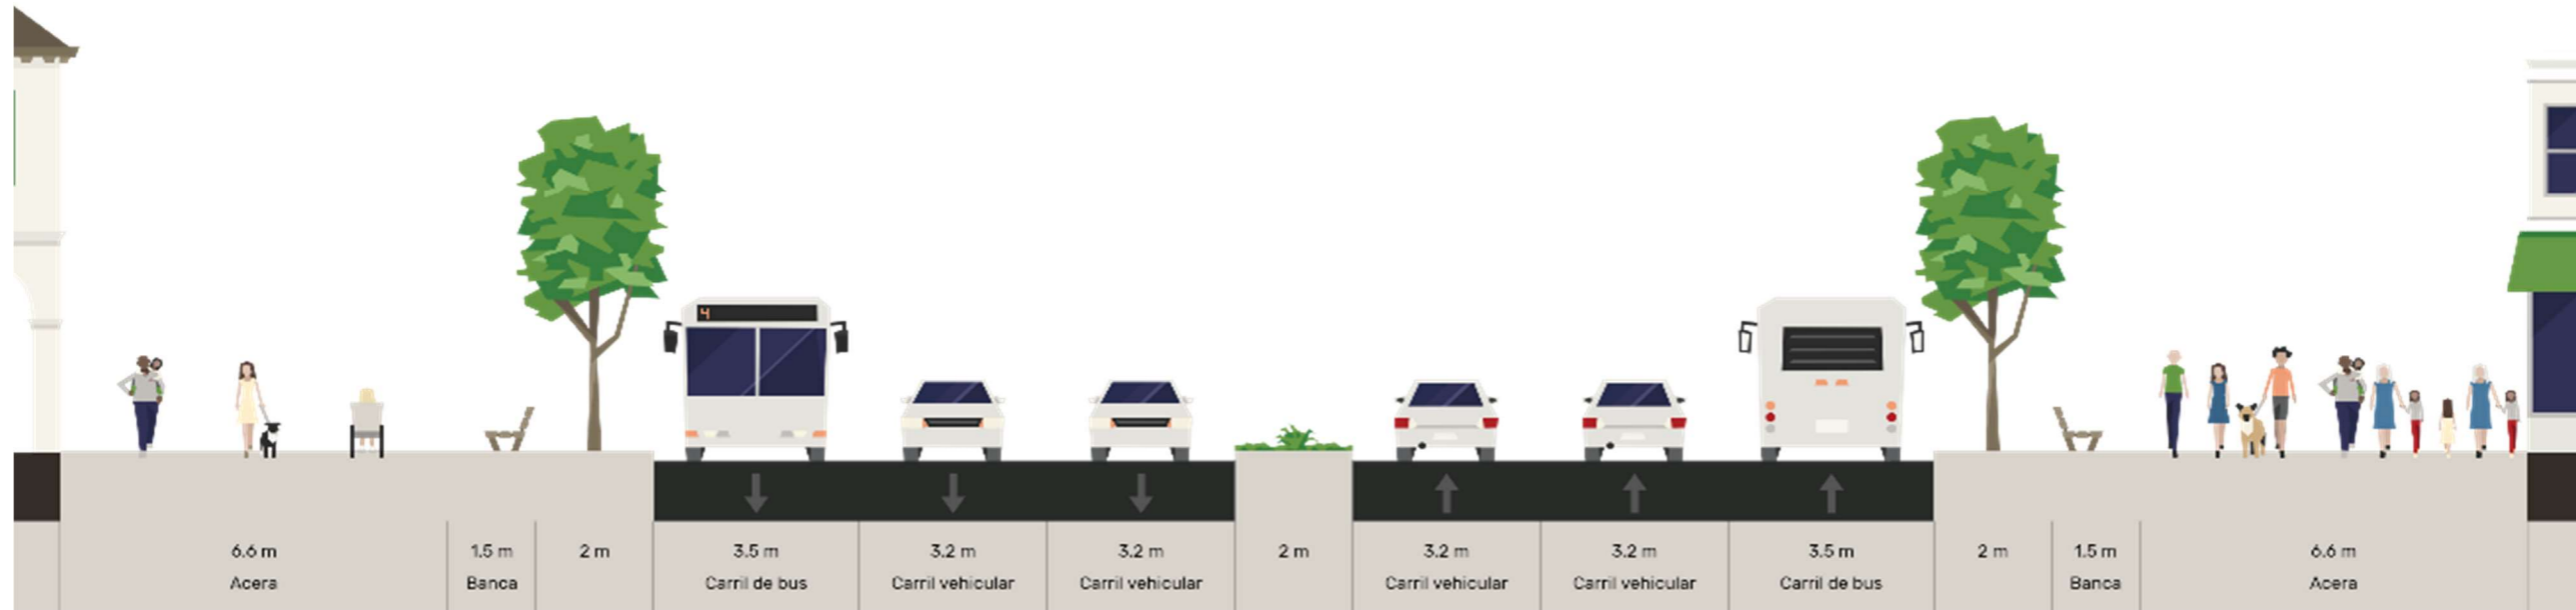 4
6.6 m
Acera
1.5 m
Banca
2 m
3.5 m
Carril de bus
3.2 m
Carril vehicular
3.2 m
Carril vehicular
2 m
3.2 m
Carril vehicular
3.2 m
Carril vehicular
3.5 m
Carril de bus
2 m
1.5 m
Banca
6.6 m
Acera